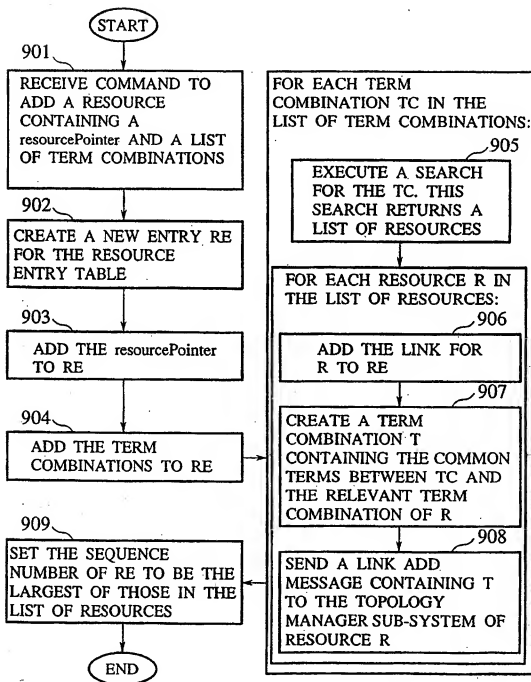 START
901
RECEIVE COMMAND TO
ADD A RESOURCE
CONTAINING A
resourcePointer AND A LIST
OF TERM COMBINATIONS
902
CREATE A NEW ENTRY RE
FOR THE RESOURCE
ENTRY TABLE
903
ADD THE resourcePointer
TO RE
904
ADD THE TERM
COMBINATIONS TO RE
FOR EACH TERM
COMBINATION TC IN THE
LIST OF TERM COMBINATIONS:
905
EXECUTE A SEARCH
FOR THE TC. THIS
SEARCH RETURNS A
LIST OF RESOURCES
FOR EACH RESOURCE R IN
THE LIST OF RESOURCES:
906
ADD THE LINK FOR
R TO RE
907
CREATE A TERM
COMBINATION T
CONTAINING THE COMMON
TERMS BETWEEN TC AND
THE RELEVANT TERM
COMBINATION OF R
908
SEND A LINK ADD
MESSAGE CONTAINING T
TO THE TOPOLOGY
MANAGER SUB-SYSTEM OF
RESOURCE R
909
SET THE SEQUENCE
NUMBER OF RE TO BE THE
LARGEST OF THOSE IN THE
LIST OF RESOURCES
END